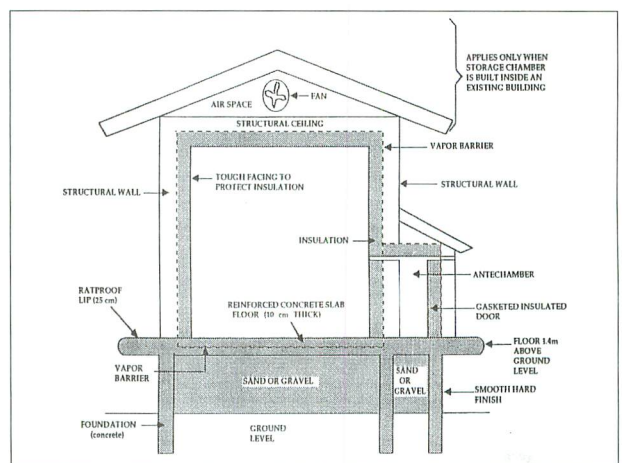 APPLIES ONLY WHEN
STORAGE CHAMBER
IS BUILT INSIDE AN
EXISTING BUILDING
FAN
AIR SPACE
STRUCTURAL CEILING
VAPOR BARRIER
TOUGH FACING TO
PROTECT INSULATION
STRUCTURAL WALL
STRUCTURAL WALL
INSULATION
ANTECHAMBER
RATPROOF
LIP (25 cm)
REINFORCED CONCRETE SLAB
FLOOR (10 cm THICK)
GASKETED INSULATED
DOOR
FLOOR 1.4m
ABOVE
GROUND
LEVEL
VAPOR
BARRIER
SAND OR GRAVEL
SAND
OR
GRAVEL
SMOOTH HARD
FINISH
FOUNDATION
(concrete)
GROUND
LEVEL